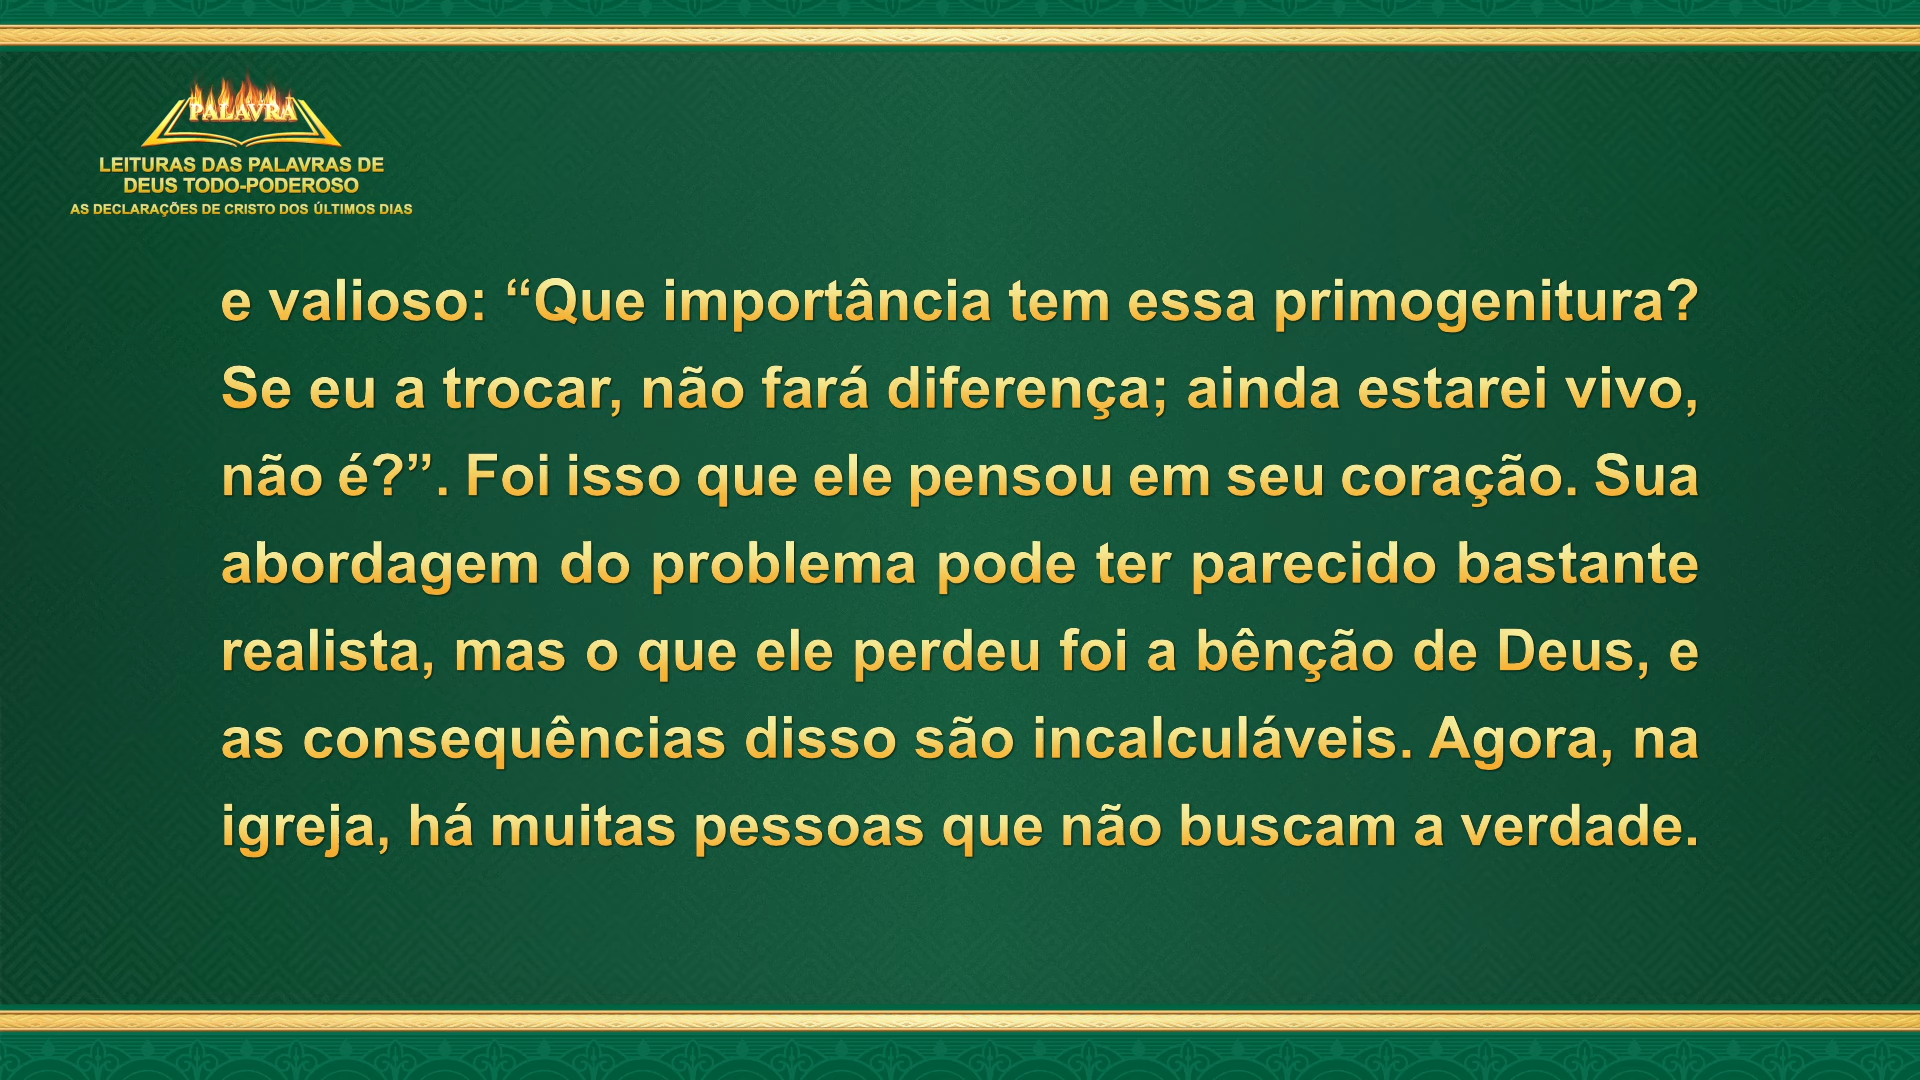 PALAVRA
LEITURAS DAS PALAVRAS DE
DEUS TODO-PODEROSO
AS DECLARAÇÕES DE CRISTO DOS ÚLTIMOS DIAS
e valioso: “Que importância tem essa primogenitura?
Se eu a trocar, não fará diferença; ainda estarei vivo,
não é?”. Foi isso que ele pensou em seu coração. Sua
abordagem do problema pode ter parecido bastante
realista, mas o que ele perdeu foi a bênção de Deus, e
as consequências disso são incalculáveis. Agora, na
igreja, há muitas pessoas que não buscam a verdade.